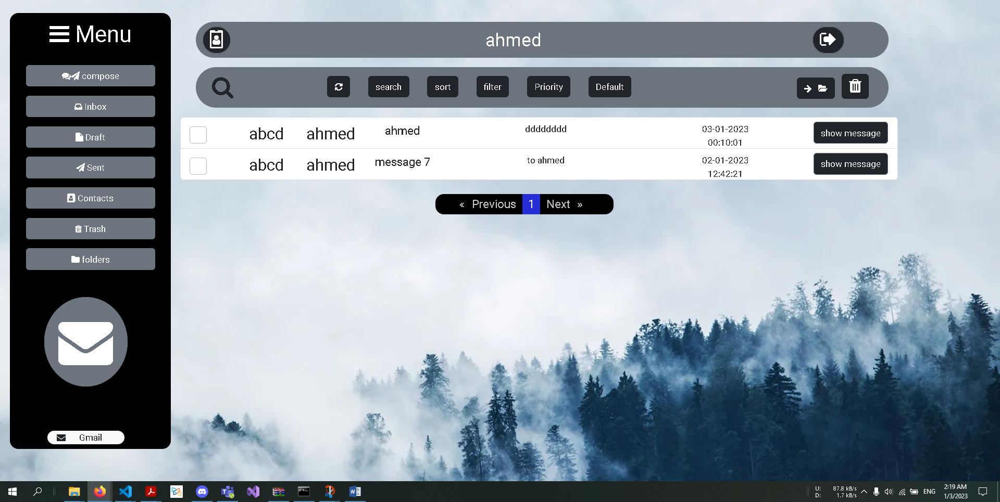 Menu
compose
Inbox
Draft
Sent
Contacts
Trash
folders
Gmail
ahmed
search sort filter Priority Default
abcd ahmed ahmed dddddddd 03-01-2023 00:10:01 show message
abcd ahmed message 7 to ahmed 02-01-2023 12:42:21 show message
« Previous 1 Next »
U: 87.8 kB/s
D: 1.7 kB/s
ENG
2:19 AM
1/3/2023